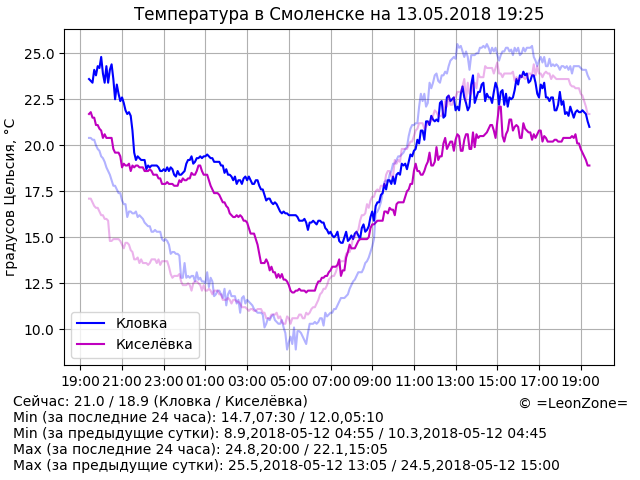 Температура в Смоленске на 13.05.2018 19:25
градусов Цельсия, °C
25.0
22.5
20.0
17.5
15.0
12.5
10.0
Кловка
Киселёвка
19:00 21:00 23:00 01:00 03:00 05:00 07:00 09:00 11:00 13:00 15:00 17:00 19:00
Сейчас: 21.0 / 18.9 (Кловка / Киселёвка)
© =LeonZone=
Min (за последние 24 часа): 14.7,07:30 / 12.0,05:10
Min (за предыдущие сутки): 8.9,2018-05-12 04:55 / 10.3,2018-05-12 04:45
Max (за последние 24 часа): 24.8,20:00 / 22.1,15:05
Max (за предыдущие сутки): 25.5,2018-05-12 13:05 / 24.5,2018-05-12 15:00